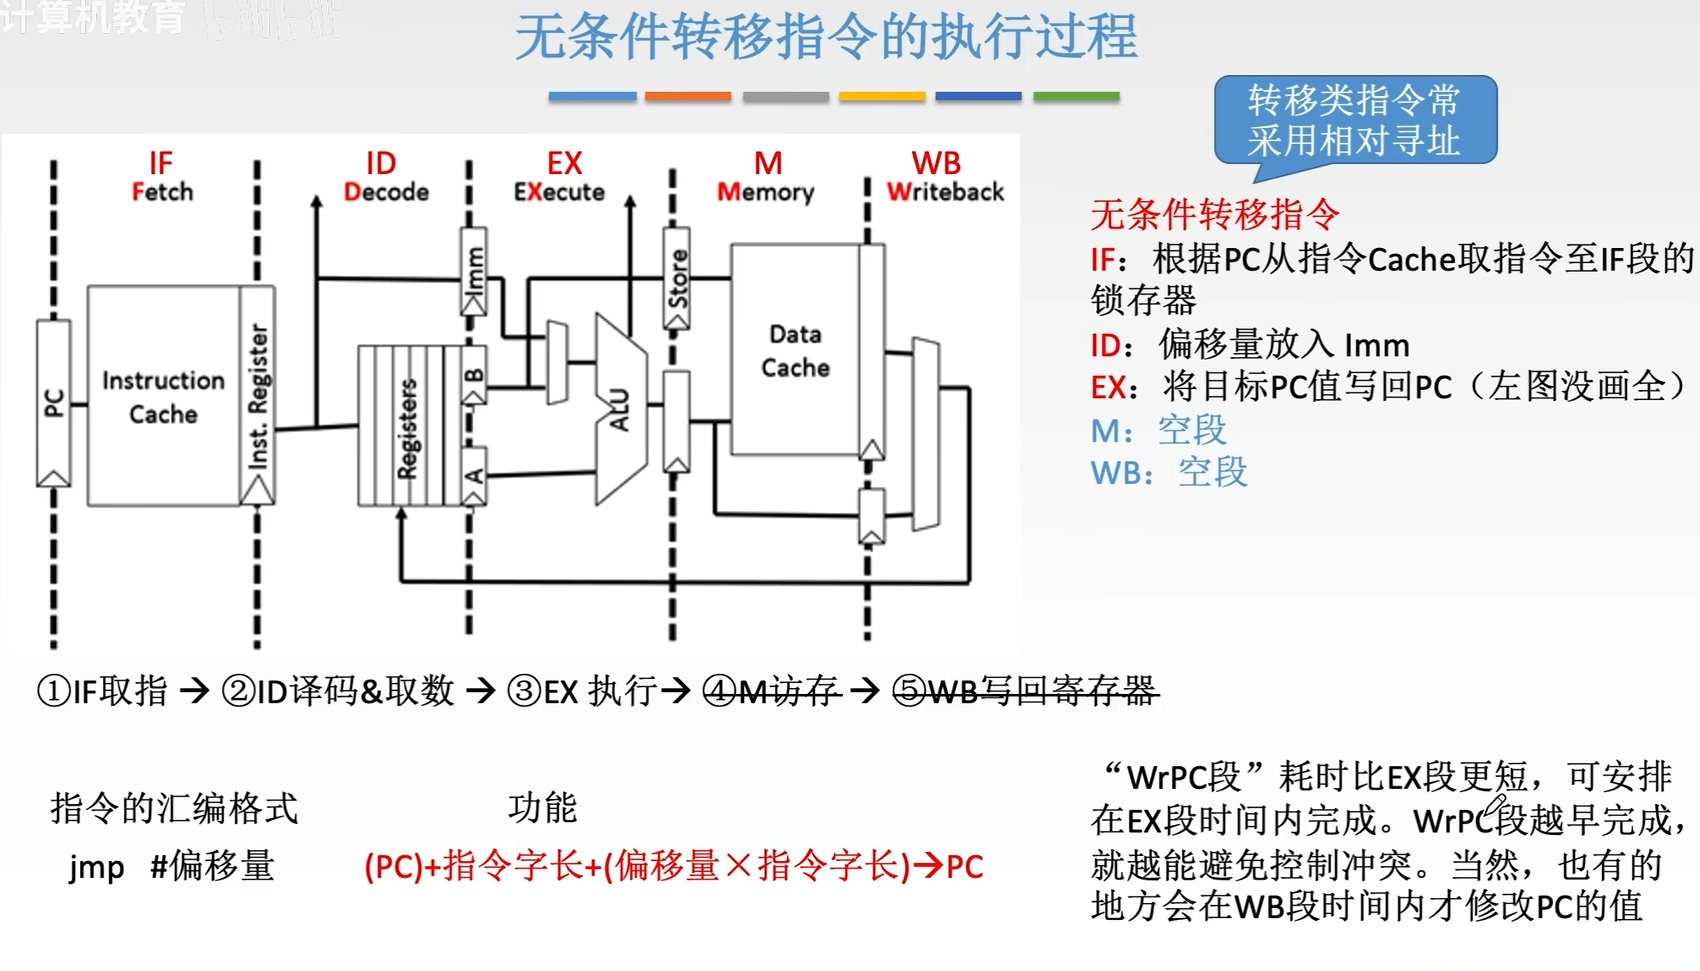 计算机教育 bilibili
无条件转移指令的执行过程
转移类指令常
采用相对寻址
IF
ID
EX
M
WB
Fetch
Decode
EXecute
Memory
Writeback
PC
Instruction
Cache
Inst. Register
Registers
Imm
B
A
ALU
Store
Data
Cache
无条件转移指令
IF：根据PC从指令Cache取指令至IF段的
锁存器
ID：偏移量放入 Imm
EX：将目标PC值写回PC（左图没画全）
M：空段
WB：空段
①IF取指 → ②ID译码&取数 → ③EX 执行→ ④M访存 → ⑤WB写回寄存器
指令的汇编格式
功能
jmp #偏移量
(PC)+指令字长+(偏移量×指令字长)→PC
“WrPC段”耗时比EX段更短，可安排
在EX段时间内完成。WrPC段越早完成，
就越能避免控制冲突。当然，也有的
地方会在WB段时间内才修改PC的值